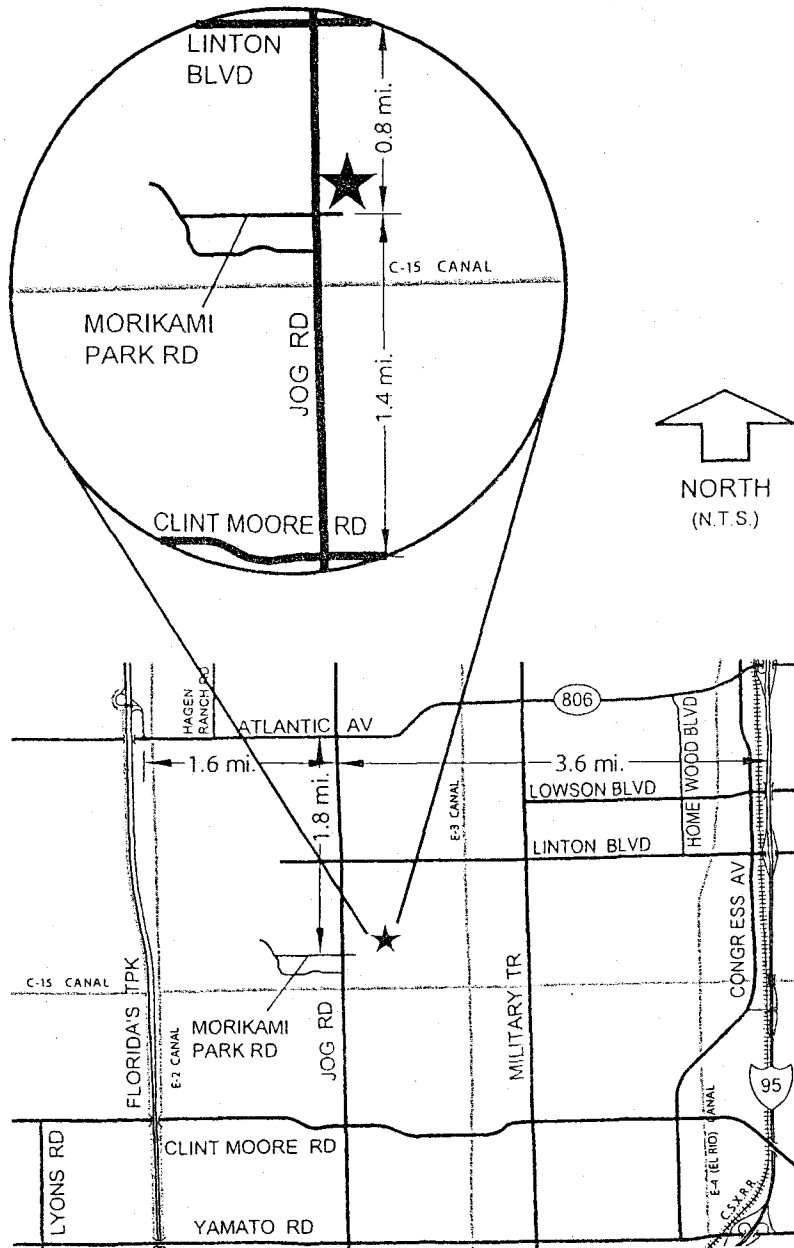 LINTON
BLVD
0.8 mi.
C-15 CANAL
MORIKAMI
PARK RD
JOG RD
1.4 mi.
CLINT MOORE RD
NORTH
(N.T.S.)
HAGEN
RANCH RD
ATLANTIC AV
806
1.6 mi.
3.6 mi.
1.8 mi.
E-3 CANAL
LOWSON BLVD
HOME WOOD BLVD
LINTON BLVD
CONGRESS AV
C-15 CANAL
FLORIDA'S TPK
E-2 CANAL
MORIKAMI
PARK RD
JOG RD
MILITARY TR
95
E-4 (EL RIO) CANAL
LYONS RD
CLINT MOORE RD
C.S.X.R.R.
YAMATO RD